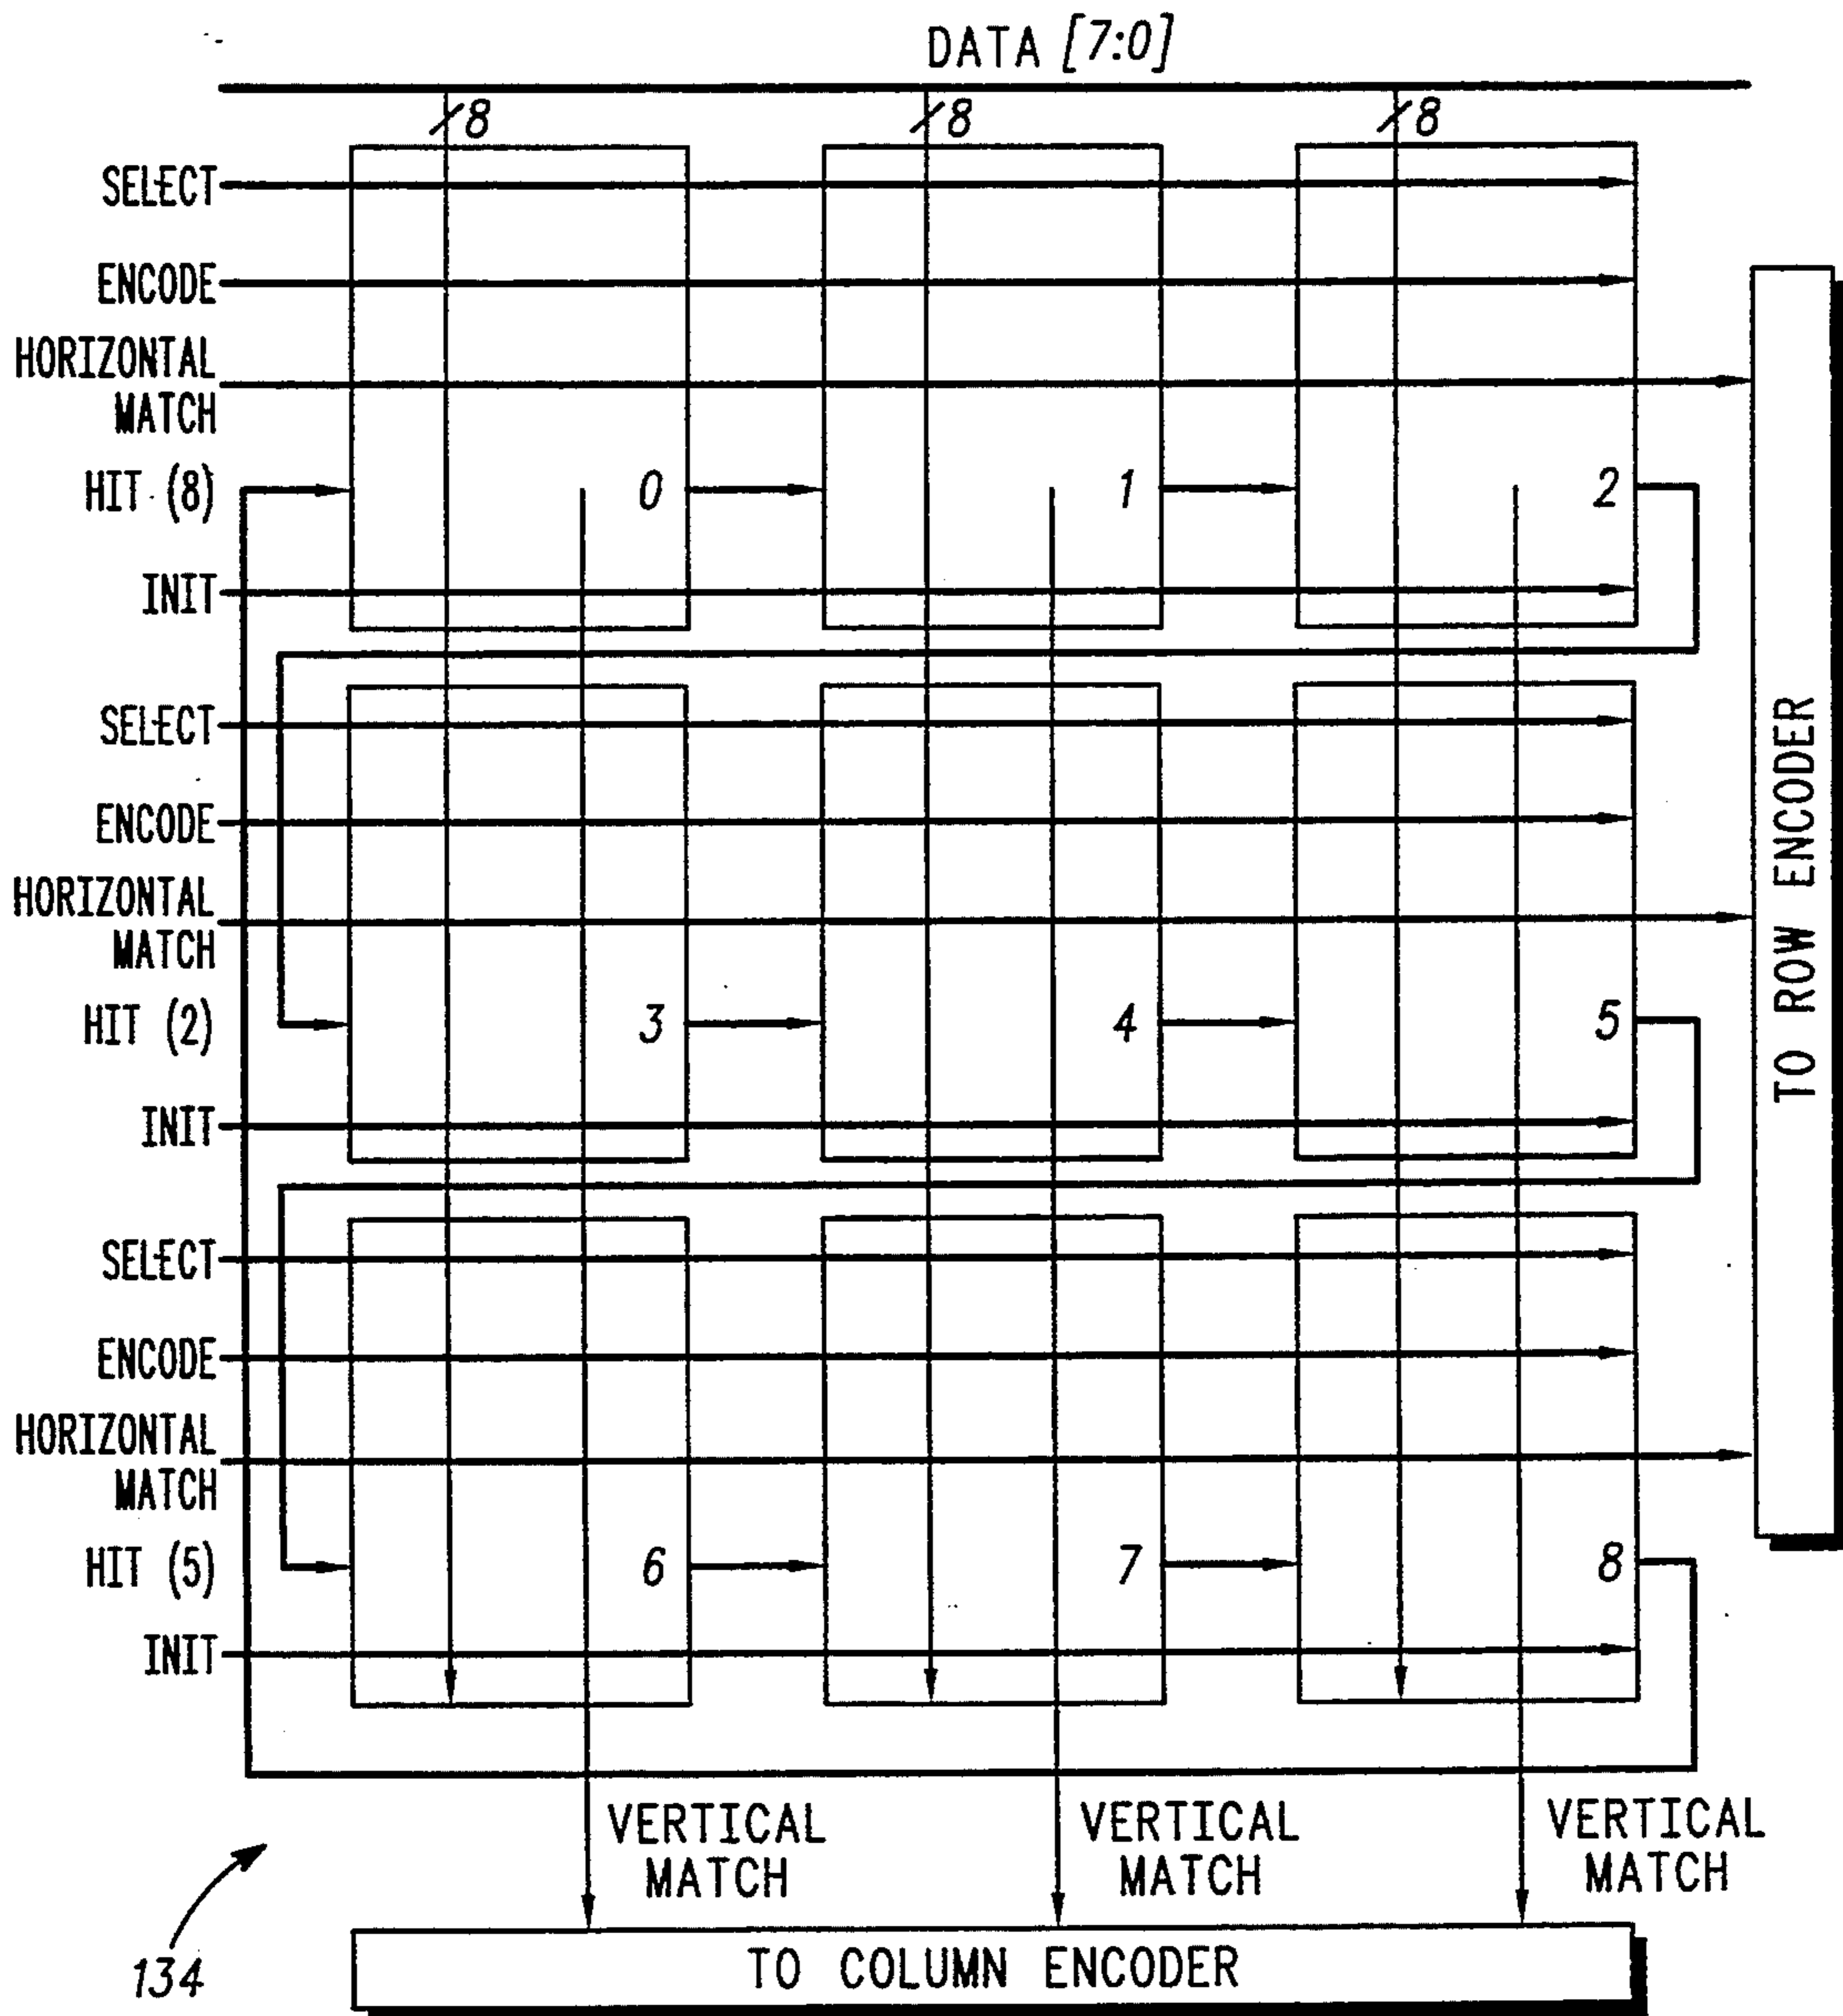 DATA [7:0]
8 8 8
SELECT
ENCODE
HORIZONTAL
MATCH
HIT (8) 0 1 2
INIT
SELECT
ENCODE
HORIZONTAL
MATCH
HIT (2) 3 4 5
INIT
SELECT
ENCODE
HORIZONTAL
MATCH
HIT (5) 6 7 8
INIT
TO ROW ENCODER
VERTICAL
MATCH
VERTICAL
MATCH
VERTICAL
MATCH
134
TO COLUMN ENCODER